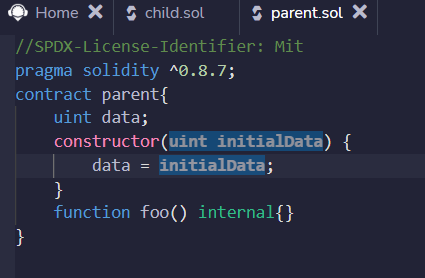 Home child.sol parent.sol
//SPDX-License-Identifier: Mit
pragma solidity ^0.8.7;
contract parent{
    uint data;
    constructor(uint initialData) {
        data = initialData;
    }
    function foo() internal{}
}